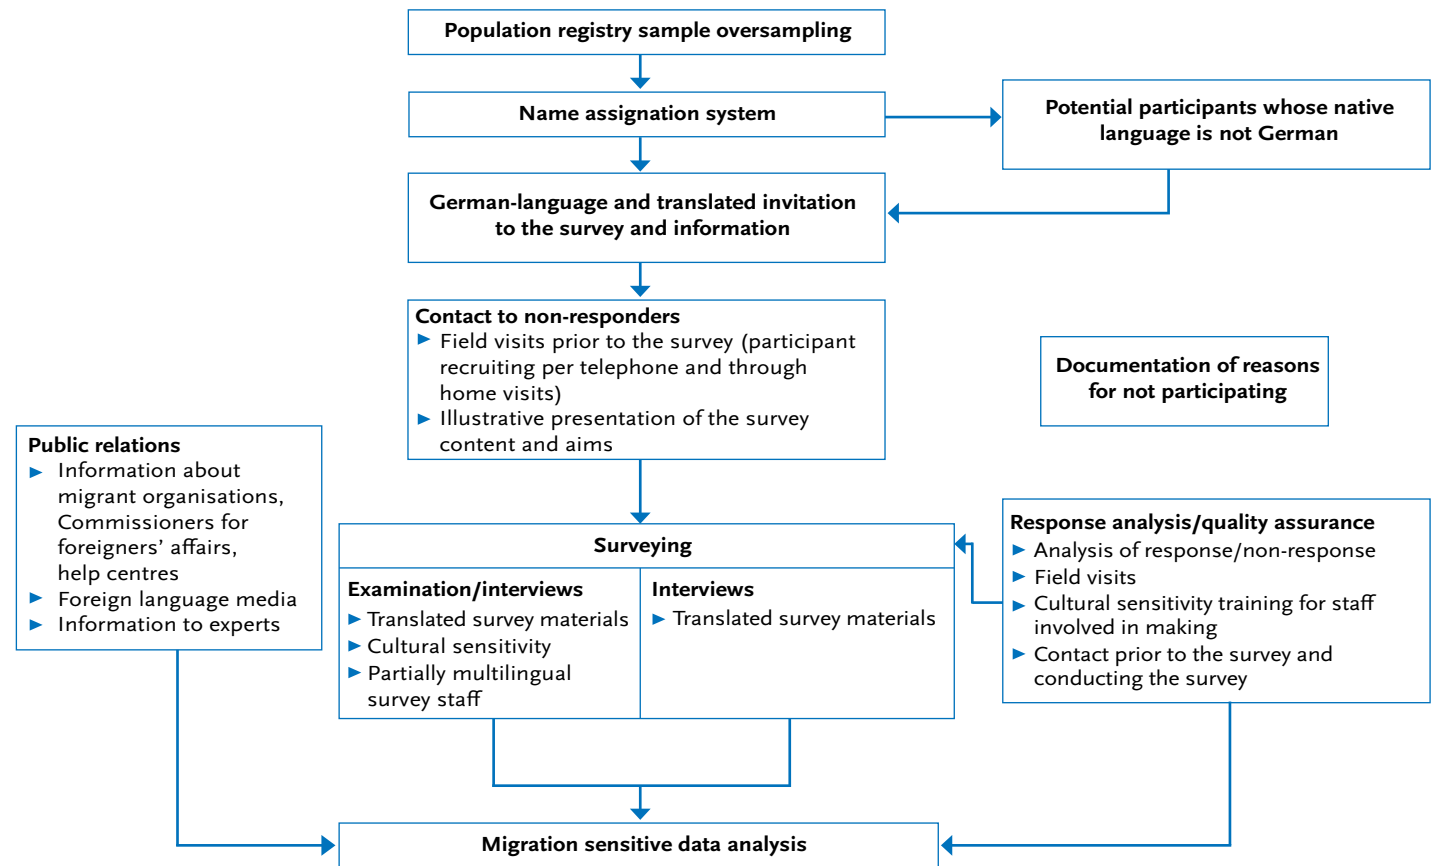 Population registry sample oversampling
Name assignation system
Potential participants whose native
language is not German
German-language and translated invitation
to the survey and information
Contact to non-responders
Field visits prior to the survey (participant
recruiting per telephone and through
home visits)
Illustrative presentation of the survey
content and aims
Documentation of reasons
for not participating
Public relations
Information about
migrant organisations,
Commissioners for
foreigners’ affairs,
help centres
Foreign language media
Information to experts
Surveying
Examination/interviews
Translated survey materials
Cultural sensitivity
Partially multilingual
survey staff
Interviews
Translated survey materials
Response analysis/quality assurance
Analysis of response/non-response
Field visits
Cultural sensitivity training for staff
involved in making
Contact prior to the survey and
conducting the survey
Migration sensitive data analysis